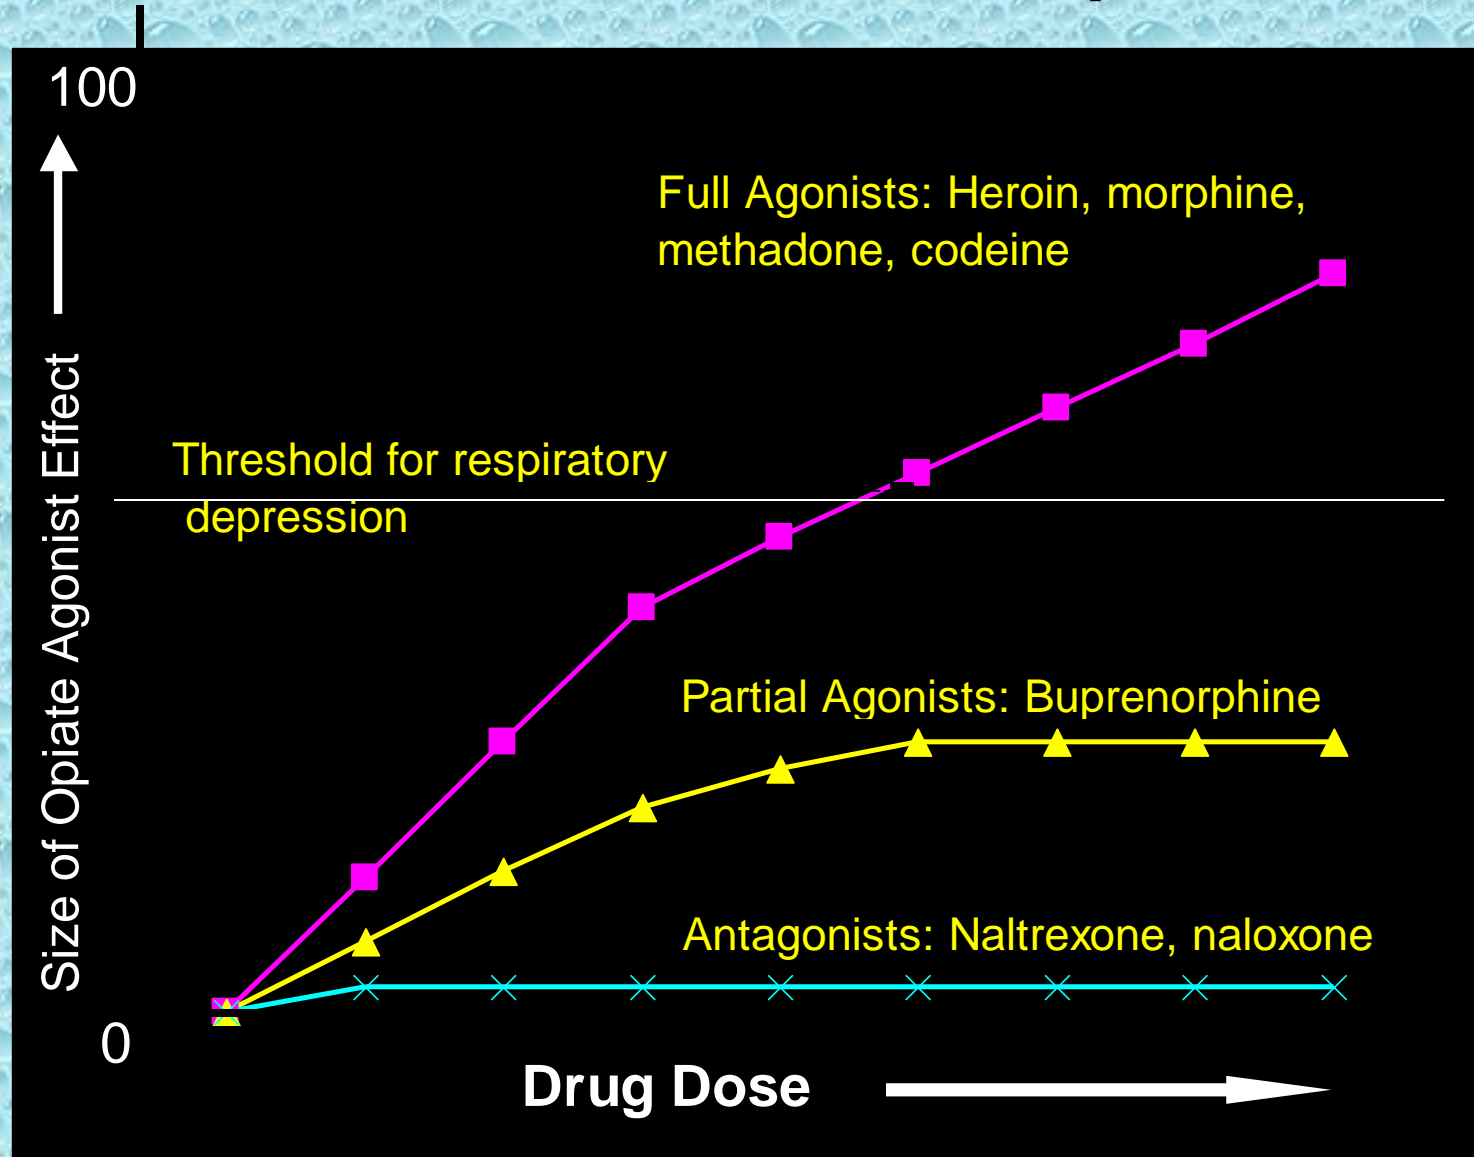 100
Full Agonists: Heroin, morphine,
methadone, codeine
Size of Opiate Agonist Effect
Threshold for respiratory
depression
Partial Agonists: Buprenorphine
Antagonists: Naltrexone, naloxone
0
Drug Dose